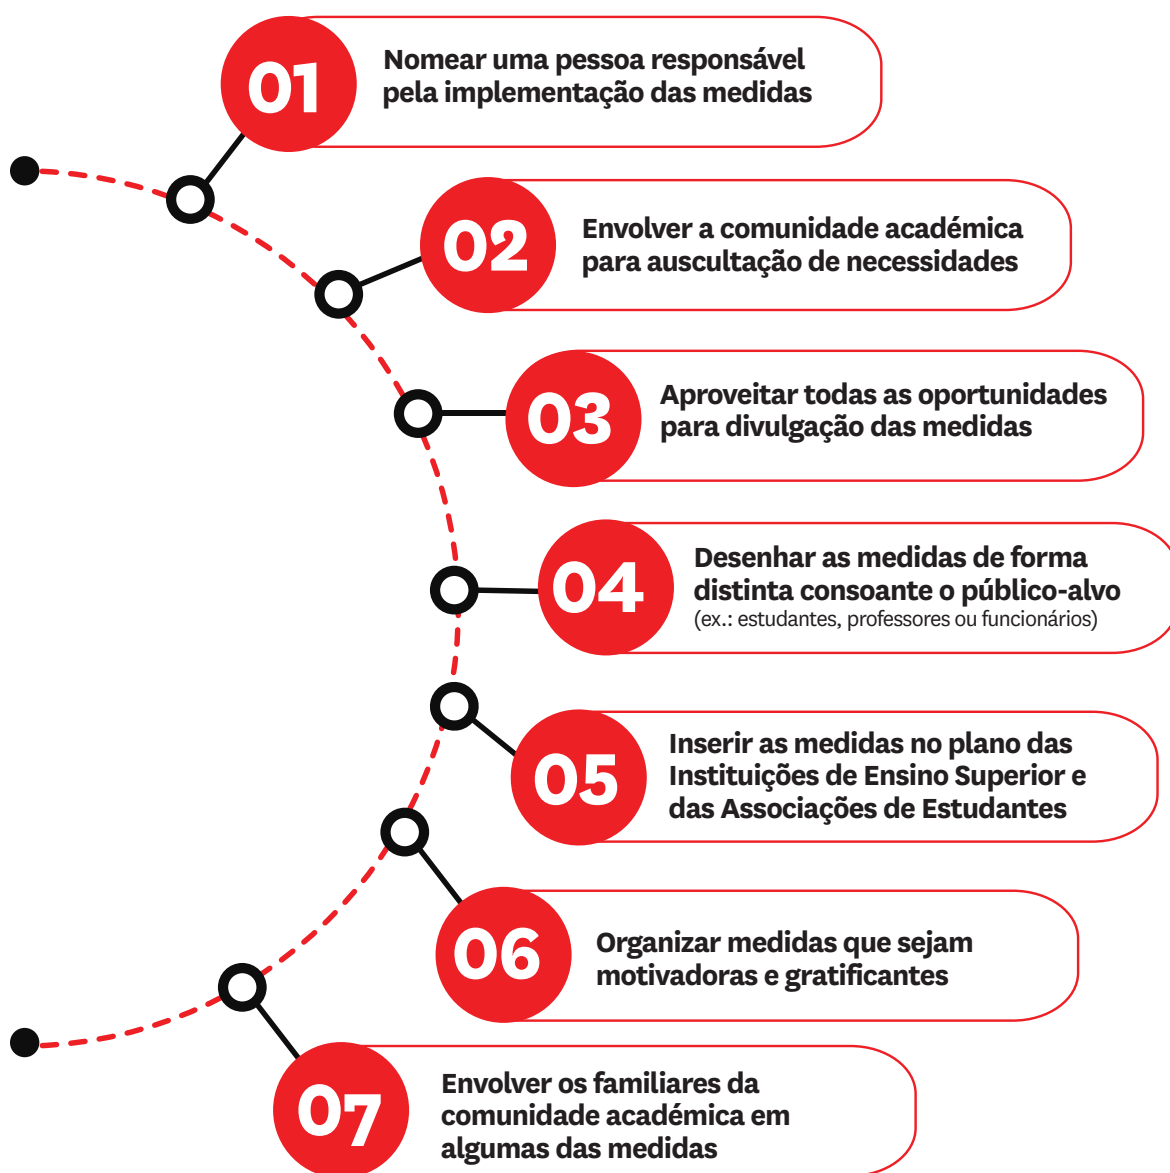 01
Nomear uma pessoa responsável
pela implementação das medidas
02
Envolver a comunidade académica
para auscultação de necessidades
03
Aproveitar todas as oportunidades
para divulgação das medidas
04
Desenhar as medidas de forma
distinta consoante o público-alvo
(ex.: estudantes, professores ou funcionários)
05
Inserir as medidas no plano das
Instituições de Ensino Superior e
das Associações de Estudantes
06
Organizar medidas que sejam
motivadoras e gratificantes
07
Envolver os familiares da
comunidade académica em
algumas das medidas